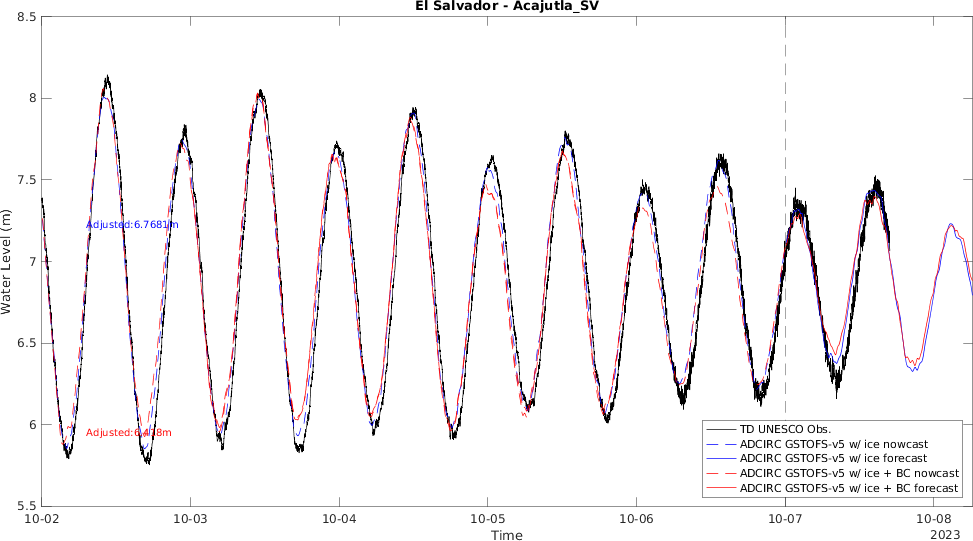 El Salvador - Acajutla_SV
Water Level (m)
8.5
8
7.5
7
6.5
6
5.5
Adjusted:6.7681m
TD UNESCO Obs.
ADCIRC GSTOFS-v5 w/ ice nowcast
ADCIRC GSTOFS-v5 w/ ice forecast
ADCIRC GSTOFS-v5 w/ ice + BC nowcast
ADCIRC GSTOFS-v5 w/ ice + BC forecast
10-02 10-03 10-04 10-05 10-06 10-07 10-08
Time
2023